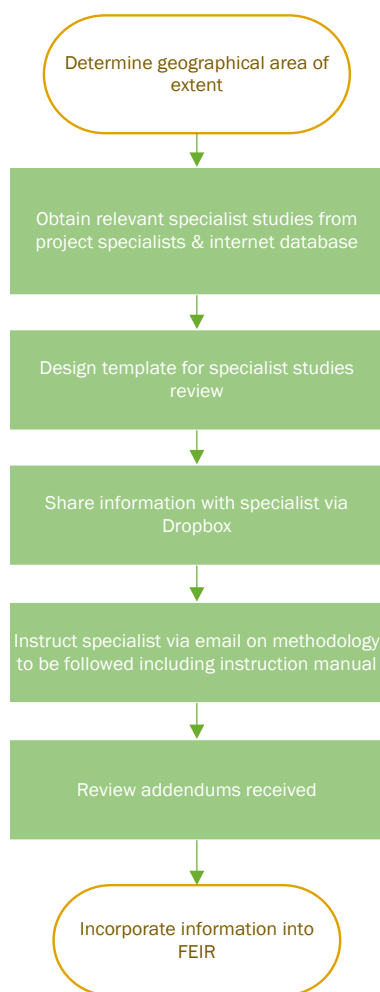 Determine geographical area of
extent
Obtain relevant specialist studies from
project specialists & internet database
Design template for specialist studies
review
Share information with specialist via
Dropbox
Instruct specialist via email on methodology
to be followed including instruction manual
Review addendums received
Incorporate information into
FEIR